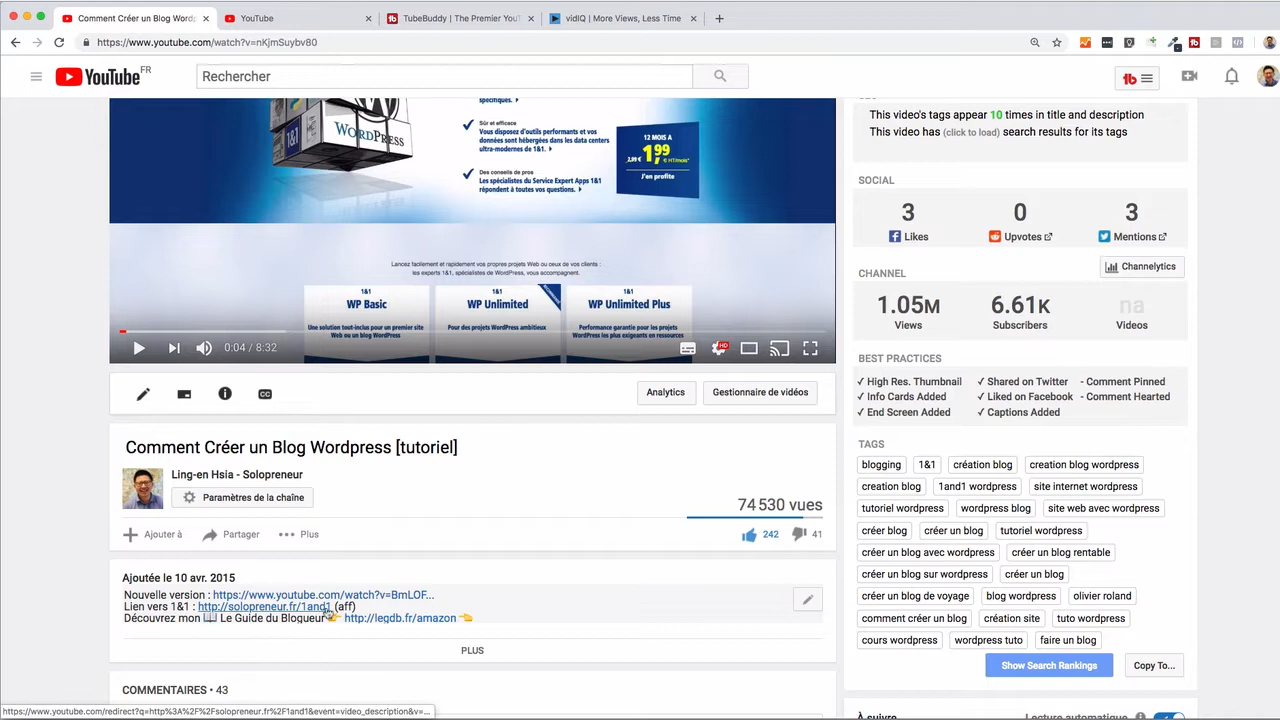 Comment Créer un Blog Wordp
YouTube
TubeBuddy | The Premier You
vidIQ | More Views, Less Time
https://www.youtube.com/watch?v=nKjmSuybv80
YouTube FR
Rechercher
tb
spécifiques.
Sûr et efficace
Vous disposez d'outils performants et vos
données sont hébergées dans les data centers
ultra-modernes de 1&1.
Des conseils de pros
Les spécialistes du Service Expert Apps 1&1
répondent à toutes vos questions.
WORDPRESS
12 MOIS A
2,99 € 1,99 € HT/mois*
J'en profite
Lancez facilement et rapidement vos propres projets Web ou ceux de vos clients :
les experts 1&1, spécialistes de WordPress, vous accompagnent.
1&1
WP Basic
Une solution tout-inclus pour un premier site
Web ou un blog WordPress
1&1
WP Unlimited
Pour des projets WordPress ambitieux
1&1
WP Unlimited Plus
Performance garantie pour les projets
WordPress les plus exigeants en ressources
0:04 / 8:32
HD
CC
Analytics
Gestionnaire de vidéos
Comment Créer un Blog Wordpress [tutoriel]
Ling-en Hsia - Solopreneur
Paramètres de la chaîne
74 530 vues
Ajouter à
Partager
Plus
242
41
Ajoutée le 10 avr. 2015
Nouvelle version : https://www.youtube.com/watch?v=BmLOF...
Lien vers 1&1 : http://solopreneur.fr/1and1 (aff)
Découvrez mon 📖 Le Guide du Blogueur 👉 http://legdb.fr/amazon 👈
PLUS
COMMENTAIRES • 43
https://www.youtube.com/redirect?q=http%3A%2F%2Fsolopreneur.fr%2F1and1&event=video_description&v=...
This video's tags appear 10 times in title and description
This video has (click to load) search results for its tags
SOCIAL
3
Likes
0
Upvotes
3
Mentions
CHANNEL
Channelytics
1.05M
Views
6.61K
Subscribers
na
Videos
BEST PRACTICES
✓ High Res. Thumbnail
✓ Shared on Twitter
- Comment Pinned
✓ Info Cards Added
✓ Liked on Facebook
- Comment Hearted
✓ End Screen Added
✓ Captions Added
TAGS
blogging
1&1
création blog
creation blog wordpress
creation blog
1and1 wordpress
site internet wordpress
tutoriel wordpress
wordpress blog
site web avec wordpress
créer blog
créer un blog
tutoriel wordpress
créer un blog avec wordpress
créer un blog rentable
créer un blog sur wordpress
créer un blog
créer un blog de voyage
blog wordpress
olivier roland
comment créer un blog
création site
tuto wordpress
cours wordpress
wordpress tuto
faire un blog
Show Search Rankings
Copy To...
À suivre
Lecture automatique